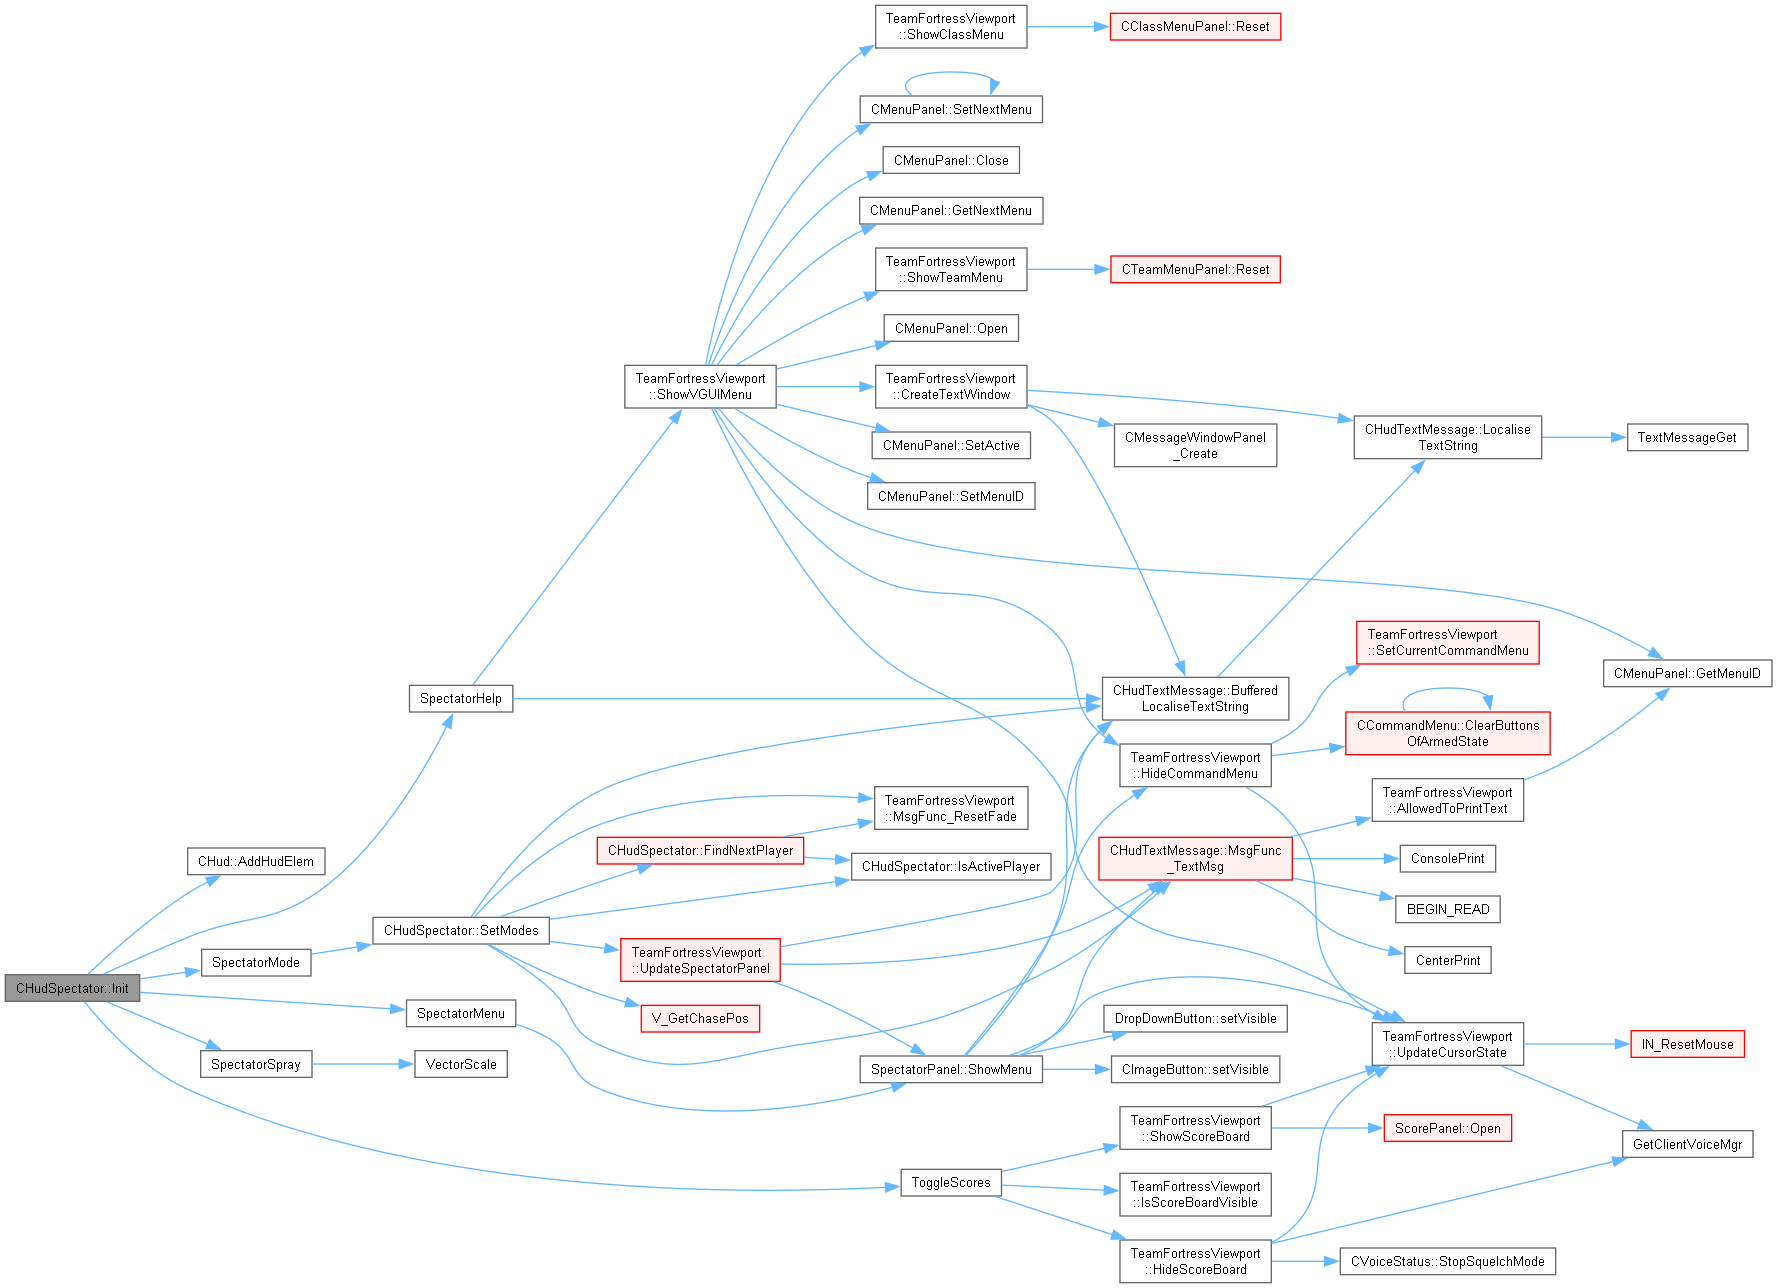 TeamFortressViewport
::ShowClassMenu
CClassMenuPanel::Reset
CMenuPanel::SetNextMenu
CMenuPanel::Close
CMenuPanel::GetNextMenu
TeamFortressViewport
::ShowTeamMenu
CTeamMenuPanel::Reset
CMenuPanel::Open
TeamFortressViewport
::ShowVGUIMenu
TeamFortressViewport
::CreateTextWindow
CMenuPanel::SetActive
CMessageWindowPanel
_Create
CHudTextMessage::Localise
TextString
TextMessageGet
CMenuPanel::SetMenuID
TeamFortressViewport
::SetCurrentCommandMenu
CMenuPanel::GetMenuID
SpectatorHelp
CHudTextMessage::Buffered
LocaliseTextString
CCommandMenu::ClearButtons
OfArmedState
TeamFortressViewport
::HideCommandMenu
TeamFortressViewport
::AllowedToPrintText
TeamFortressViewport
::MsgFunc_ResetFade
CHudSpectator::FindNextPlayer
CHudSpectator::IsActivePlayer
CHudTextMessage::MsgFunc
_TextMsg
ConsolePrint
CHud::AddHudElem
BEGIN_READ
CHudSpectator::SetModes
SpectatorMode
TeamFortressViewport
::UpdateSpectatorPanel
CenterPrint
CHudSpectator::Init
SpectatorMenu
V_GetChasePos
DropDownButton::setVisible
TeamFortressViewport
::UpdateCursorState
IN_ResetMouse
SpectatorSpray
VectorScale
SpectatorPanel::ShowMenu
CImageButton::setVisible
TeamFortressViewport
::ShowScoreBoard
ScorePanel::Open
GetClientVoiceMgr
ToggleScores
TeamFortressViewport
::IsScoreBoardVisible
TeamFortressViewport
::HideScoreBoard
CVoiceStatus::StopSquelchMode